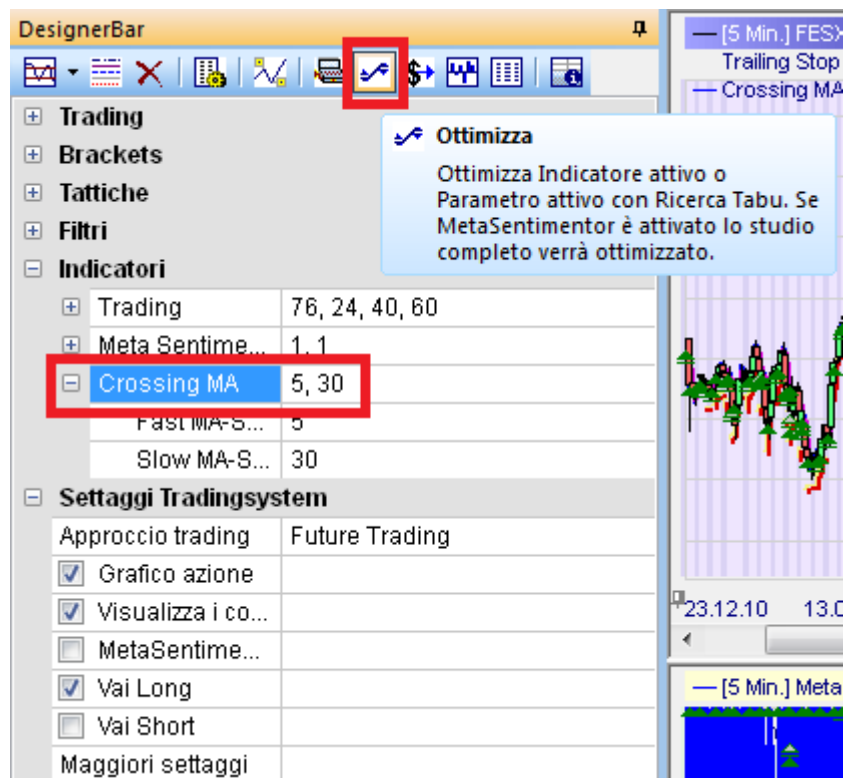 DesignerBar
Trading
Brackets
Tattiche
Filtri
Indicatori
Trading 76, 24, 40, 60
Meta Sentime... 1, 1
Crossing MA 5, 30
Fast MA-S... 5
Slow MA-S... 30
Settaggi Tradingsystem
Approccio trading Future Trading
Grafico azione
Visualizza i co...
MetaSentime...
Vai Long
Vai Short
Maggiori settaggi
Ottimizza
Ottimizza Indicatore attivo o
Parametro attivo con Ricerca Tabu. Se
MetaSentimentor è attivato lo studio
completo verrà ottimizzato.
[5 Min.] FESX
Trailing Stop
Crossing MA
23.12.10 13.0
[5 Min.] Meta